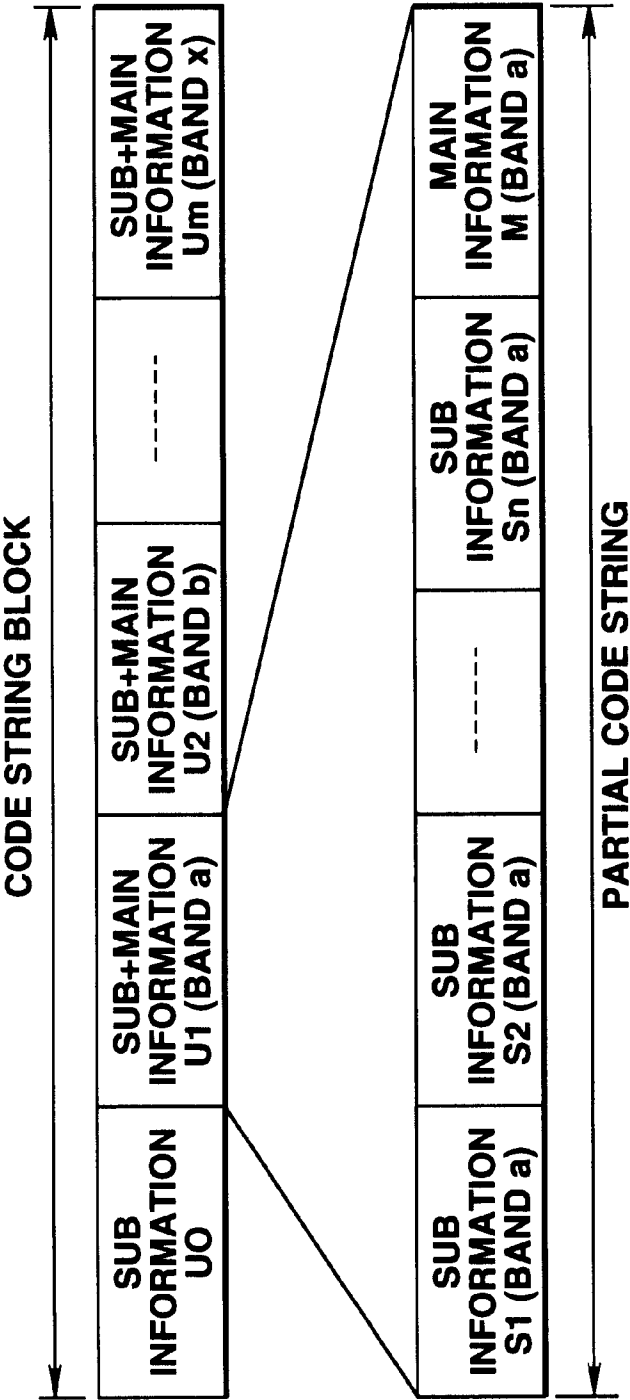 CODE STRING BLOCK
SUB
INFORMATION
UO
SUB+MAIN
INFORMATION
U1 (BAND a)
SUB+MAIN
INFORMATION
U2 (BAND b)
------
SUB+MAIN
INFORMATION
Um (BAND x)
SUB
INFORMATION
S1 (BAND a)
SUB
INFORMATION
S2 (BAND a)
------
SUB
INFORMATION
Sn (BAND a)
MAIN
INFORMATION
M (BAND a)
PARTIAL CODE STRING